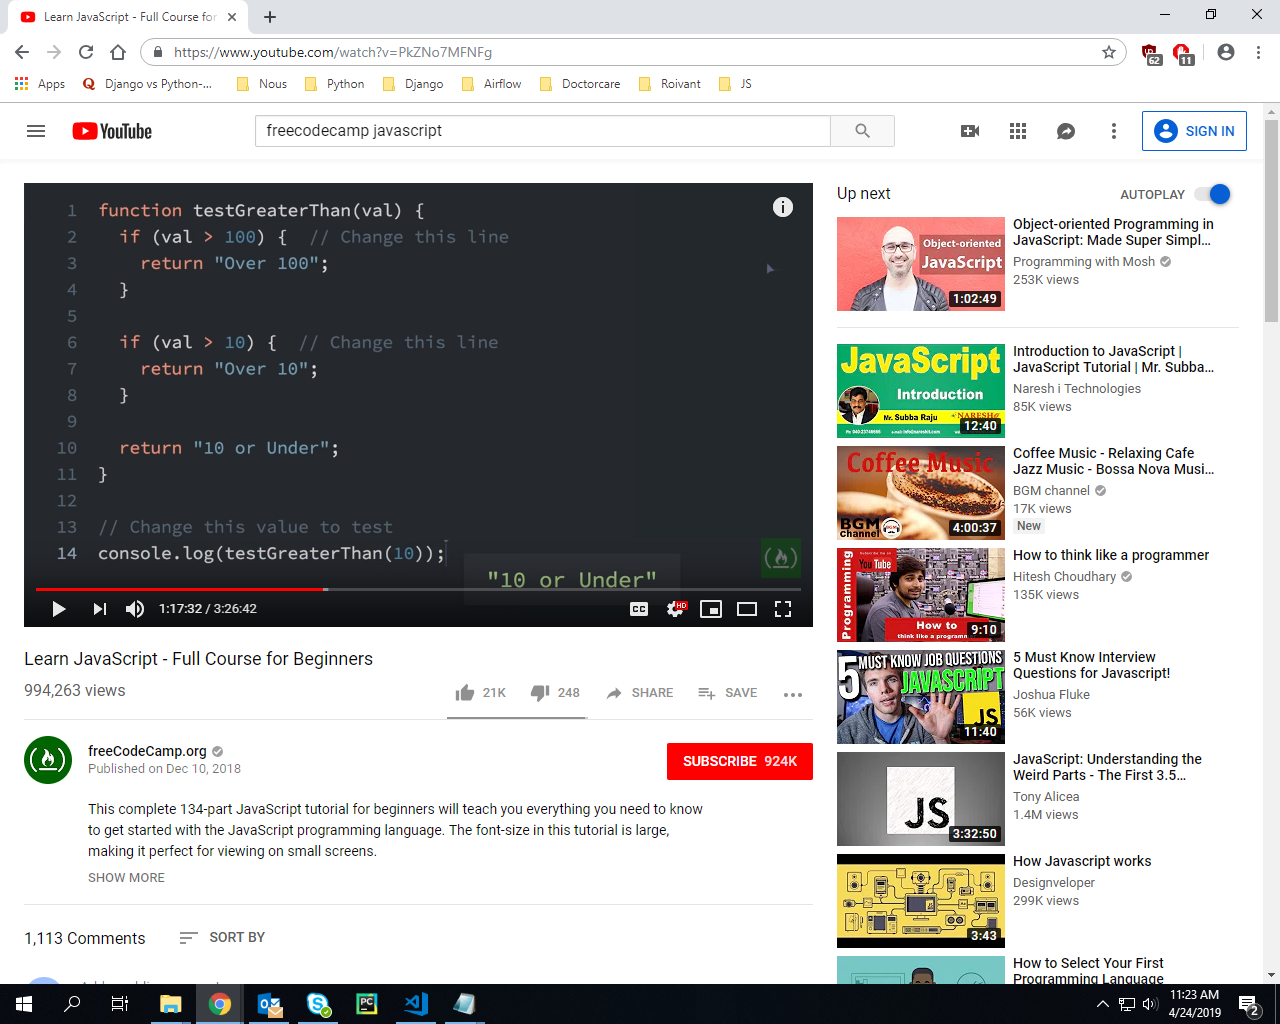 Learn JavaScript - Full Course for
https://www.youtube.com/watch?v=PkZNo7MFNFg
62
11
Apps
Django vs Python-...
Nous
Python
Django
Airflow
Doctorcare
Roivant
JS
YouTube
freecodecamp javascript
SIGN IN
1 function testGreaterThan(val) {
2 if (val > 100) { // Change this line
3 return "Over 100";
4 }
5
6 if (val > 10) { // Change this line
7 return "Over 10";
8 }
9
10 return "10 or Under";
11 }
12
13 // Change this value to test
14 console.log(testGreaterThan(10));
"10 or Under"
1:17:32 / 3:26:42
CC
HD
Learn JavaScript - Full Course for Beginners
994,263 views
21K
248
SHARE
SAVE
freeCodeCamp.org
Published on Dec 10, 2018
SUBSCRIBE 924K
This complete 134-part JavaScript tutorial for beginners will teach you everything you need to know
to get started with the JavaScript programming language. The font-size in this tutorial is large,
making it perfect for viewing on small screens.
SHOW MORE
1,113 Comments
SORT BY
Up next
AUTOPLAY
Object-oriented
JavaScript
1:02:49
Object-oriented Programming in
JavaScript: Made Super Simpl...
Programming with Mosh
253K views
JavaScript
Introduction
Mr. Subba Raju
NARESH
12:40
Introduction to JavaScript |
JavaScript Tutorial | Mr. Subba...
Naresh i Technologies
85K views
Coffee Music
BGM
Channel
BGM
4:00:37
Coffee Music - Relaxing Cafe
Jazz Music - Bossa Nova Musi...
BGM channel
17K views
New
Programming
YouTube
How to
think like a programm
9:10
How to think like a programmer
Hitesh Choudhary
135K views
5 MUST KNOW JOB QUESTIONS
JAVASCRIPT
JS
11:40
5 Must Know Interview
Questions for Javascript!
Joshua Fluke
56K views
JS
3:32:50
JavaScript: Understanding the
Weird Parts - The First 3.5...
Tony Alicea
1.4M views
3:43
How Javascript works
Designveloper
299K views
How to Select Your First
Programming Language
PC
11:23 AM
4/24/2019
2